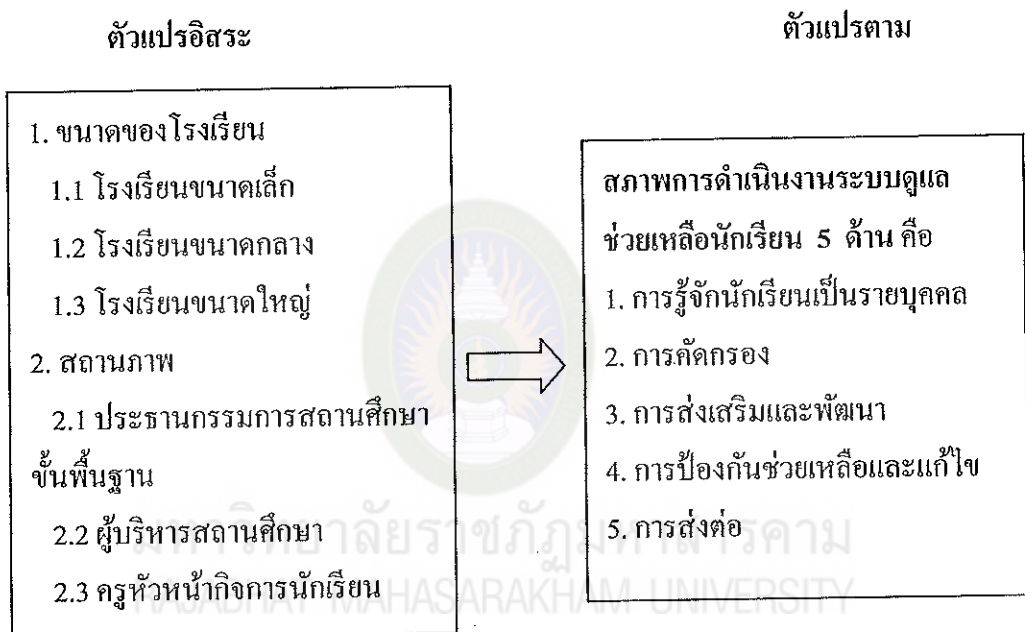 ตัวแปรอิสระ
1. ขนาดของโรงเรียน
1.1 โรงเรียนขนาดเล็ก
1.2 โรงเรียนขนาดกลาง
1.3 โรงเรียนขนาดใหญ่
2. สถานภาพ
2.1 ประธานกรรมการสถานศึกษา
ขั้นพื้นฐาน
2.2 ผู้บริหารสถานศึกษา
2.3 ครูหัวหน้ากิจการนักเรียน
ตัวแปรตาม
สภาพการดำเนินงานระบบดูแล
ช่วยเหลือนักเรียน 5 ด้าน คือ
1. การรู้จักนักเรียนเป็นรายบุคคล
2. การคัดกรอง
3. การส่งเสริมและพัฒนา
4. การป้องกันช่วยเหลือและแก้ไข
5. การส่งต่อ
มหาวิทยาลัยราชภัฏมหาสารคาม
RAJABHAT MAHASARAKHAM UNIVERSITY